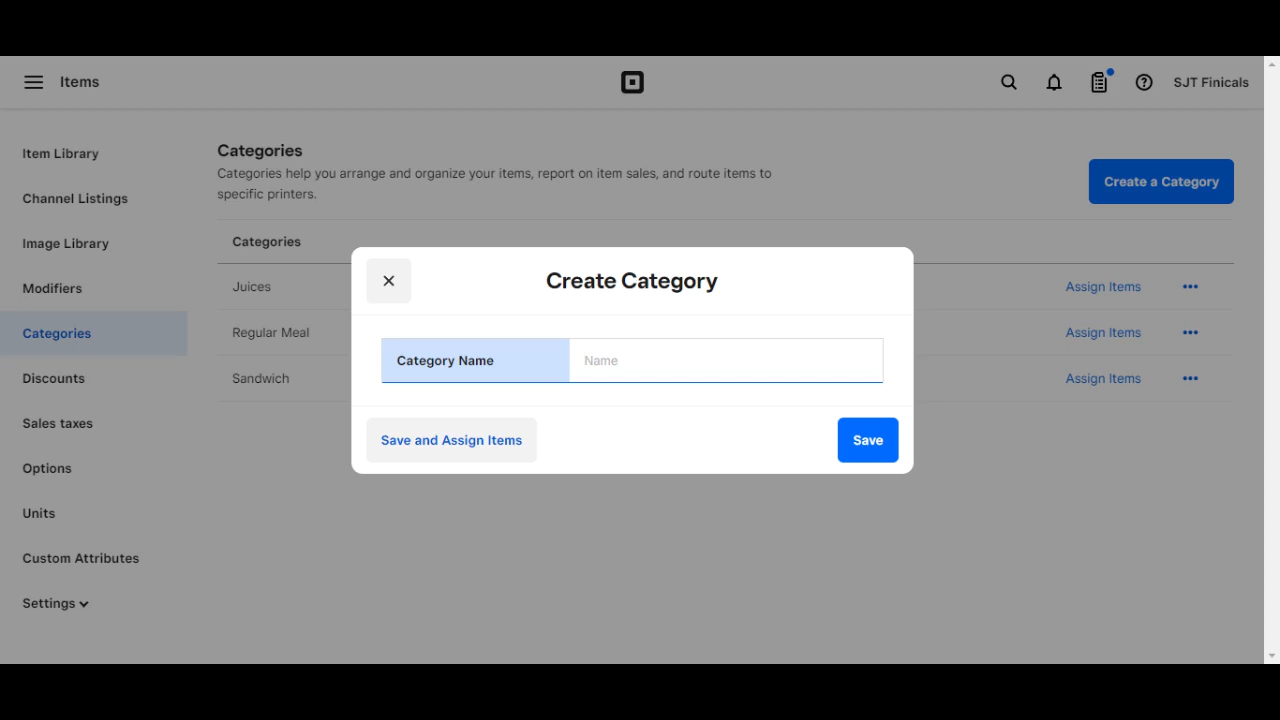 Items
SJT Finicals
Item Library
Channel Listings
Image Library
Modifiers
Categories
Discounts
Sales taxes
Options
Units
Custom Attributes
Settings
Categories
Categories help you arrange and organize your items, report on item sales, and route items to
specific printers.
Create a Category
Categories
Juices Assign Items
Regular Meal Assign Items
Sandwich Assign Items
Create Category
Category Name Name
Save and Assign Items Save